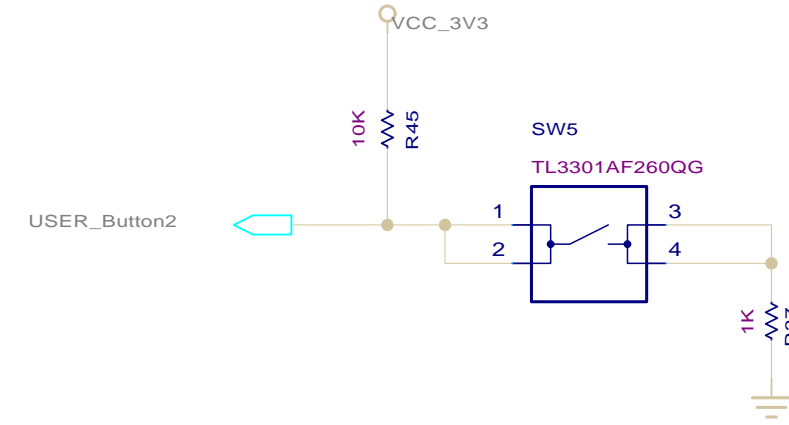 VCC_3V3
10K
R45
SW5
TL3301AF260QG
USER_Button2
1
3
2
4
1K